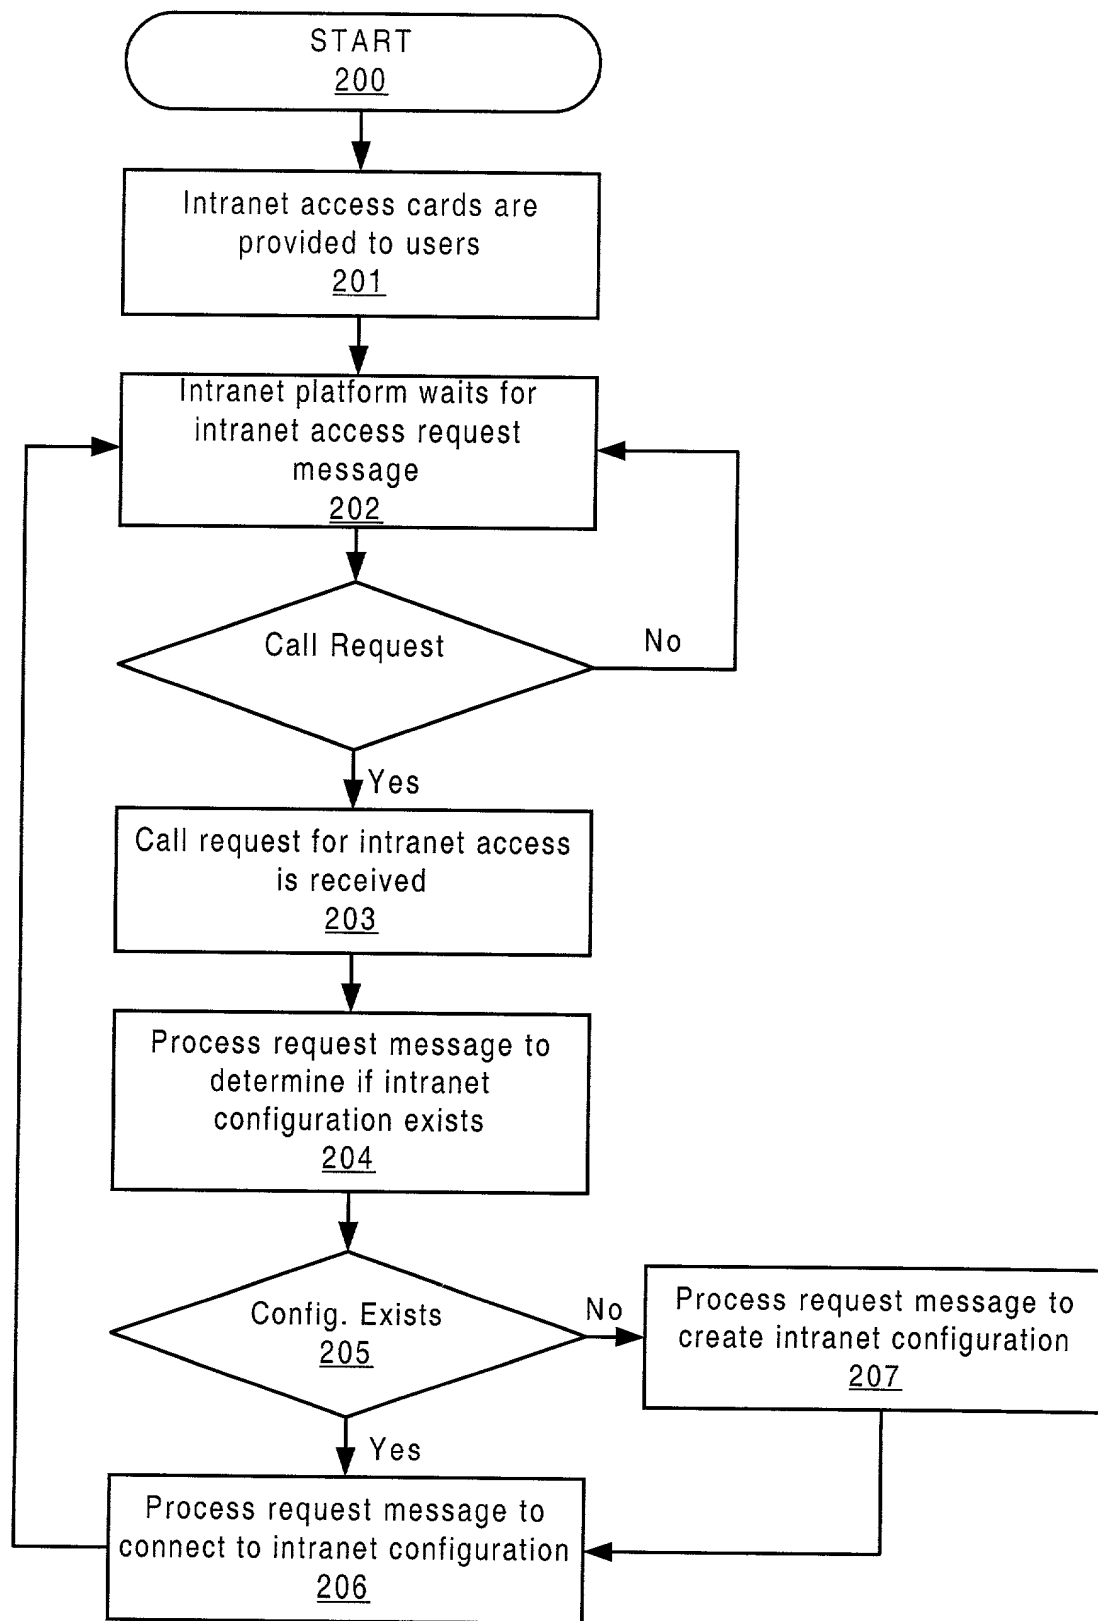 START
200
Intranet access cards are
provided to users
201
Intranet platform waits for
intranet access request
message
202
Call Request
No
Yes
Call request for intranet access
is received
203
Process request message to
determine if intranet
configuration exists
204
Config. Exists
205
No
Process request message to
create intranet configuration
207
Yes
Process request message to
connect to intranet configuration
206